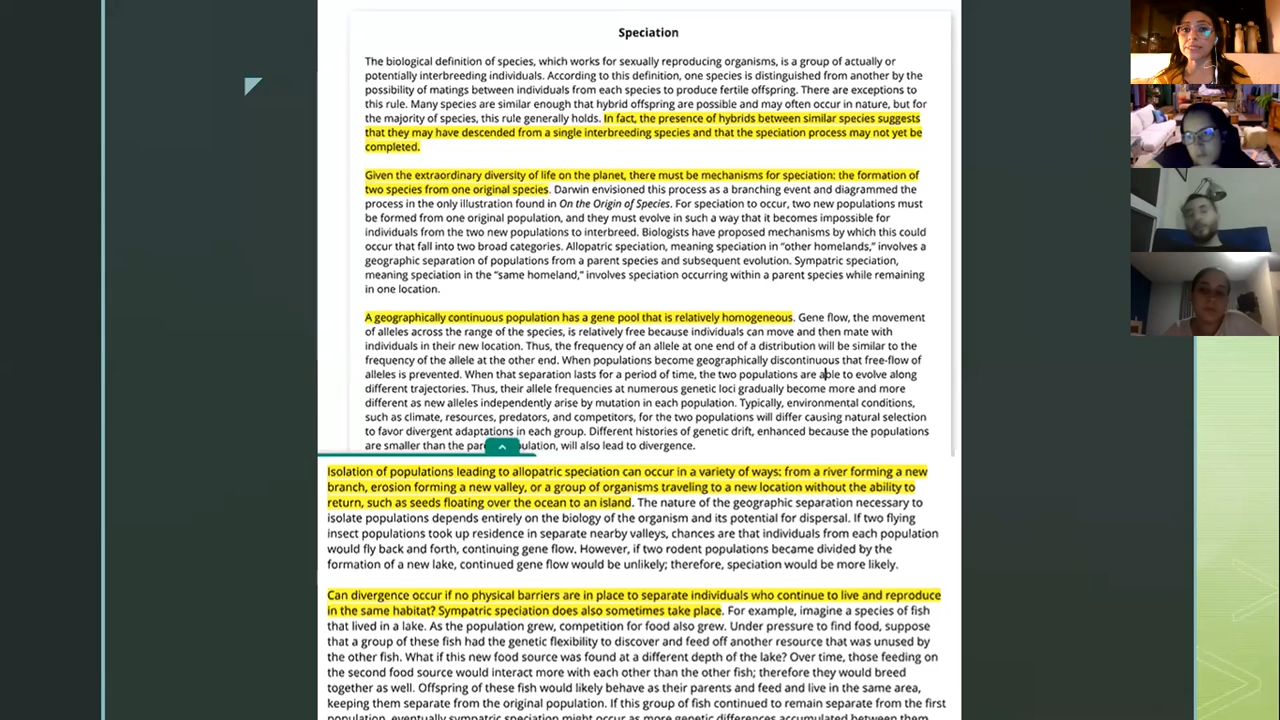 Speciation
The biological definition of species, which works for sexually reproducing organisms, is a group of actually or
potentially interbreeding individuals. According to this definition, one species is distinguished from another by the
possibility of matings between individuals from each species to produce fertile offspring. There are exceptions to
this rule. Many species are similar enough that hybrid offspring are possible and may often occur in nature, but for
the majority of species, this rule generally holds. In fact, the presence of hybrids between similar species suggests
that they may have descended from a single interbreeding species and that the speciation process may not yet be
completed.
Given the extraordinary diversity of life on the planet, there must be mechanisms for speciation: the formation of
two species from one original species. Darwin envisioned this process as a branching event and diagrammed the
process in the only illustration found in On the Origin of Species. For speciation to occur, two new populations must
be formed from one original population, and they must evolve in such a way that it becomes impossible for
individuals from the two new populations to interbreed. Biologists have proposed mechanisms by which this could
occur that fall into two broad categories. Allopatric speciation, meaning speciation in “other homelands,” involves a
geographic separation of populations from a parent species and subsequent evolution. Sympatric speciation,
meaning speciation in the “same homeland,” involves speciation occurring within a parent species while remaining
in one location.
A geographically continuous population has a gene pool that is relatively homogeneous. Gene flow, the movement
of alleles across the range of the species, is relatively free because individuals can move and then mate with
individuals in their new location. Thus, the frequency of an allele at one end of a distribution will be similar to the
frequency of the allele at the other end. When populations become geographically discontinuous that free-flow of
alleles is prevented. When that separation lasts for a period of time, the two populations are able to evolve along
different trajectories. Thus, their allele frequencies at numerous genetic loci gradually become more and more
different as new alleles independently arise by mutation in each population. Typically, environmental conditions,
such as climate, resources, predators, and competitors, for the two populations will differ causing natural selection
to favor divergent adaptations in each group. Different histories of genetic drift, enhanced because the populations
are smaller than the par ulation, will also lead to divergence.
Isolation of populations leading to allopatric speciation can occur in a variety of ways: from a river forming a new
branch, erosion forming a new valley, or a group of organisms traveling to a new location without the ability to
return, such as seeds floating over the ocean to an island. The nature of the geographic separation necessary to
isolate populations depends entirely on the biology of the organism and its potential for dispersal. If two flying
insect populations took up residence in separate nearby valleys, chances are that individuals from each population
would fly back and forth, continuing gene flow. However, if two rodent populations became divided by the
formation of a new lake, continued gene flow would be unlikely; therefore, speciation would be more likely.
Can divergence occur if no physical barriers are in place to separate individuals who continue to live and reproduce
in the same habitat? Sympatric speciation does also sometimes take place. For example, imagine a species of fish
that lived in a lake. As the population grew, competition for food also grew. Under pressure to find food, suppose
that a group of these fish had the genetic flexibility to discover and feed off another resource that was unused by
the other fish. What if this new food source was found at a different depth of the lake? Over time, those feeding on
the second food source would interact more with each other than the other fish; therefore they would breed
together as well. Offspring of these fish would likely behave as their parents and feed and live in the same area,
keeping them separate from the original population. If this group of fish continued to remain separate from the first
population, eventually sympatric speciation might occur as more genetic differences accumulated between them.